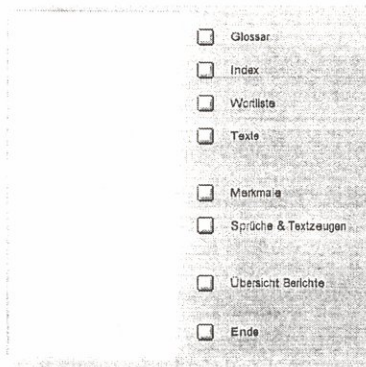 Glossar
Index
Wortliste
Texte
Merkmale
Sprüche & Textzeugen
Übersicht Berichte
Ende